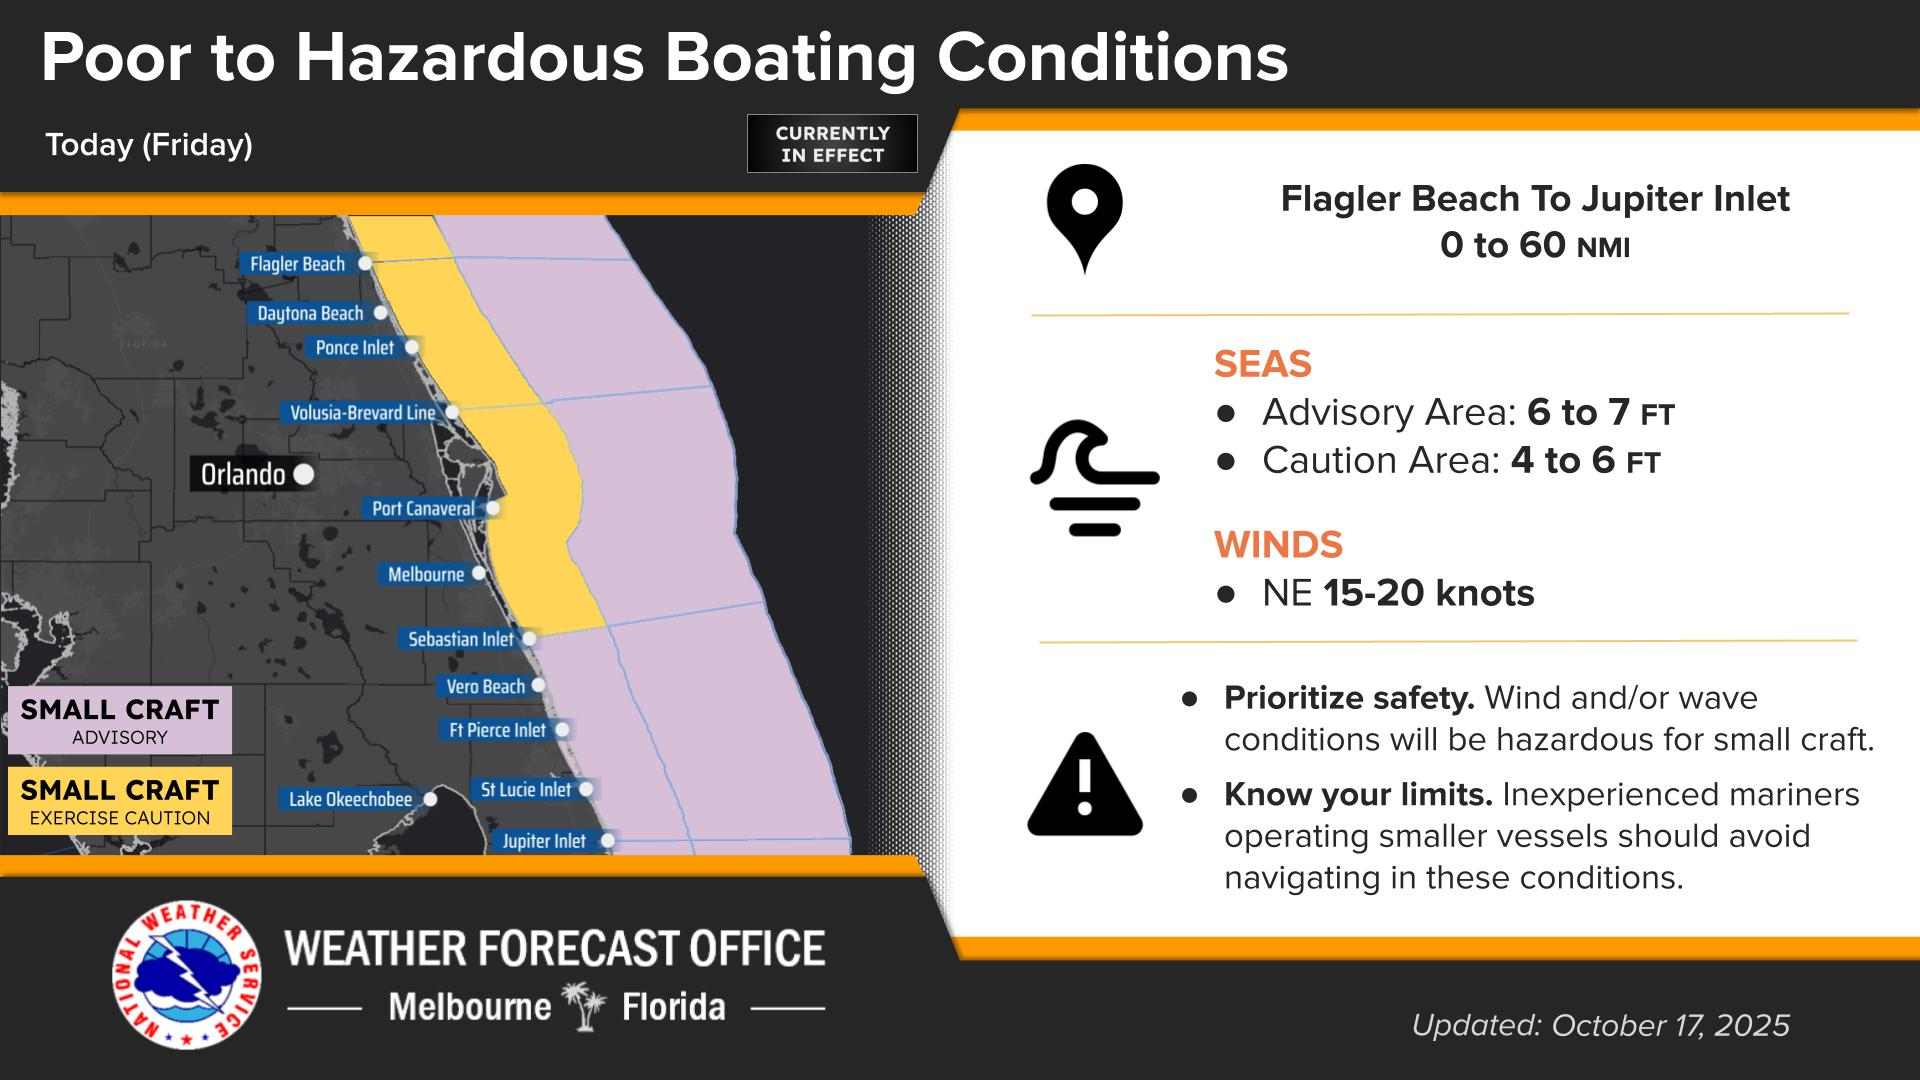 Poor to Hazardous Boating Conditions
Today (Friday)
CURRENTLY
IN EFFECT
Flagler Beach
Daytona Beach
FLORIDA
Ponce Inlet
Volusia-Brevard Line
Orlando
Port Canaveral
Melbourne
Sebastian Inlet
Vero Beach
Ft Pierce Inlet
St Lucie Inlet
Lake Okeechobee
Jupiter Inlet
SMALL CRAFT
ADVISORY
SMALL CRAFT
EXERCISE CAUTION
Flagler Beach To Jupiter Inlet
0 to 60 NMI
SEAS
● Advisory Area: 6 to 7 FT
● Caution Area: 4 to 6 FT
WINDS
● NE 15-20 knots
● Prioritize safety. Wind and/or wave
conditions will be hazardous for small craft.
● Know your limits. Inexperienced mariners
operating smaller vessels should avoid
navigating in these conditions.
NATIONAL WEATHER SERVICE
WEATHER FORECAST OFFICE
Melbourne Florida
Updated: October 17, 2025